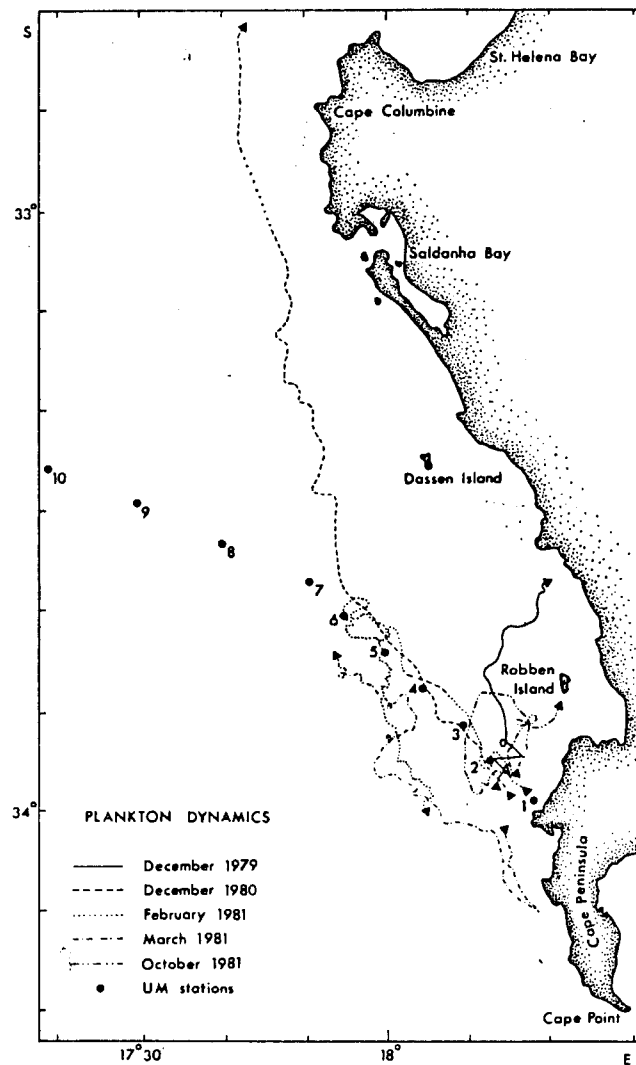 S
St. Helena Bay
Cape Columbine
33°
Saldanha Bay
Dassen Island
10
9
8
7
6
5
4
3
2
1
Robben
Island
34°
PLANKTON DYNAMICS
December 1979
December 1980
February 1981
March 1981
October 1981
UM stations
Cape Peninsula
Cape Point
17°30
18°
E